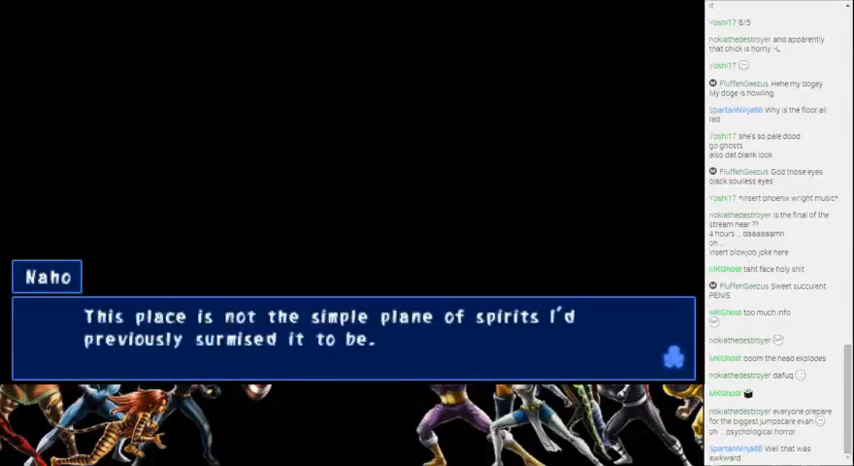 Naho
This place is not the simple plane of spirits I'd
previously surmised it to be.
if
Yoshi17 8/5
nokiathedestroyer and apparently
that chick is horny :-L
Yoshi17
FluffehGeezus Hehe my dogey
My doge is howling
SpartanNinja88 Why is the floor all
red
Yoshi17 she's so pale dood
go ghosts
also dat blank look
FluffehGeezus God those eyes
black souless eyes
Yoshi17 *insert phoenix wright music*
nokiathedestroyer is the final of the
stream near ??
4 hours .. daaaaaamn
oh ..
insert blowjob joke here
MKGhost taht face holy shit
FluffehGeezus Sweet succulent
PENIS
MKGhost too much info
nokiathedestroyer
MKGhost boom the head explodes
nokiathedestroyer dafuq
MKGhost
nokiathedestroyer everyone prepare
for the biggest jumpscare evah
oh .. psychological horror
SpartanNinja88 Well that was
awkward